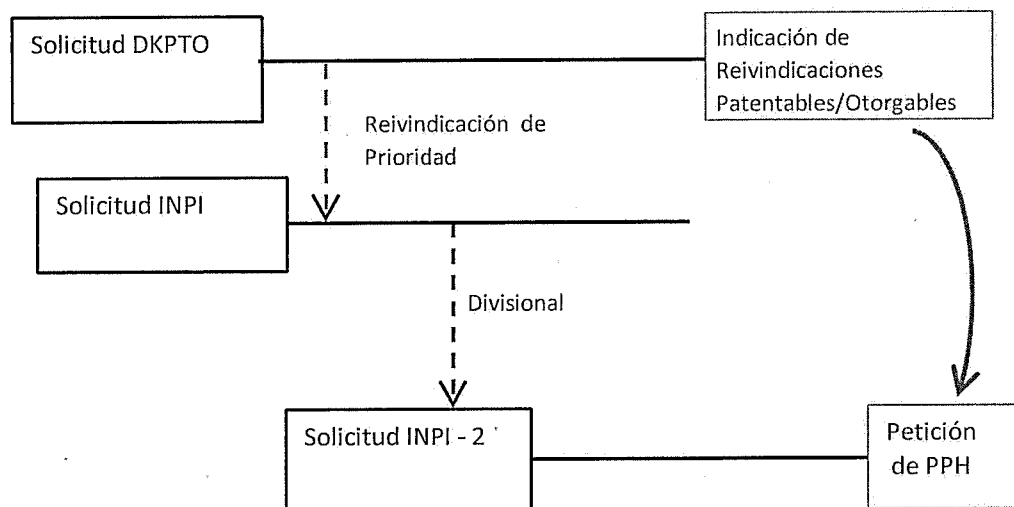 Solicitud DKPTO
Indicación de
Reivindicaciones
Patentables/Otorgables
Reivindicación de
Prioridad
Solicitud INPI
Divisional
Solicitud INPI - 2
Petición
de PPH